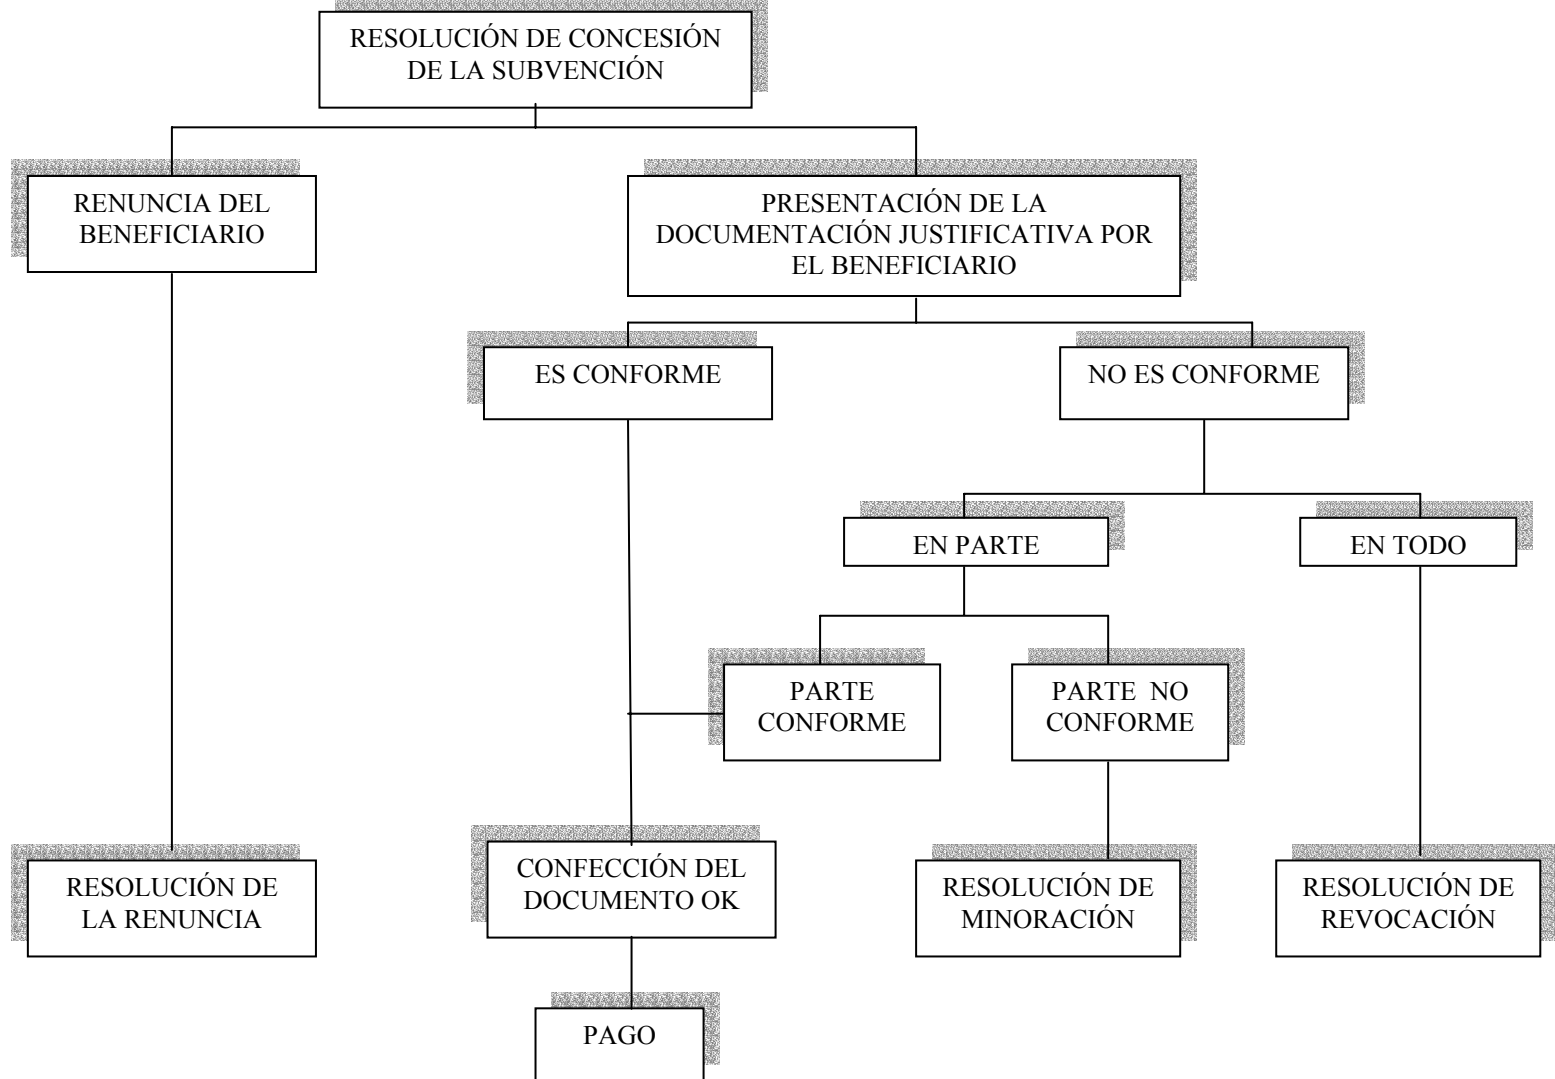 RESOLUCIÓN DE CONCESIÓN
DE LA SUBVENCIÓN
RENUNCIA DEL
BENEFICIARIO
PRESENTACIÓN DE LA
DOCUMENTACIÓN JUSTIFICATIVA POR
EL BENEFICIARIO
ES CONFORME
NO ES CONFORME
EN PARTE
EN TODO
PARTE
CONFORME
PARTE  NO
CONFORME
RESOLUCIÓN DE
LA RENUNCIA
CONFECCIÓN DEL
DOCUMENTO OK
RESOLUCIÓN DE
MINORACIÓN
RESOLUCIÓN DE
REVOCACIÓN
PAGO